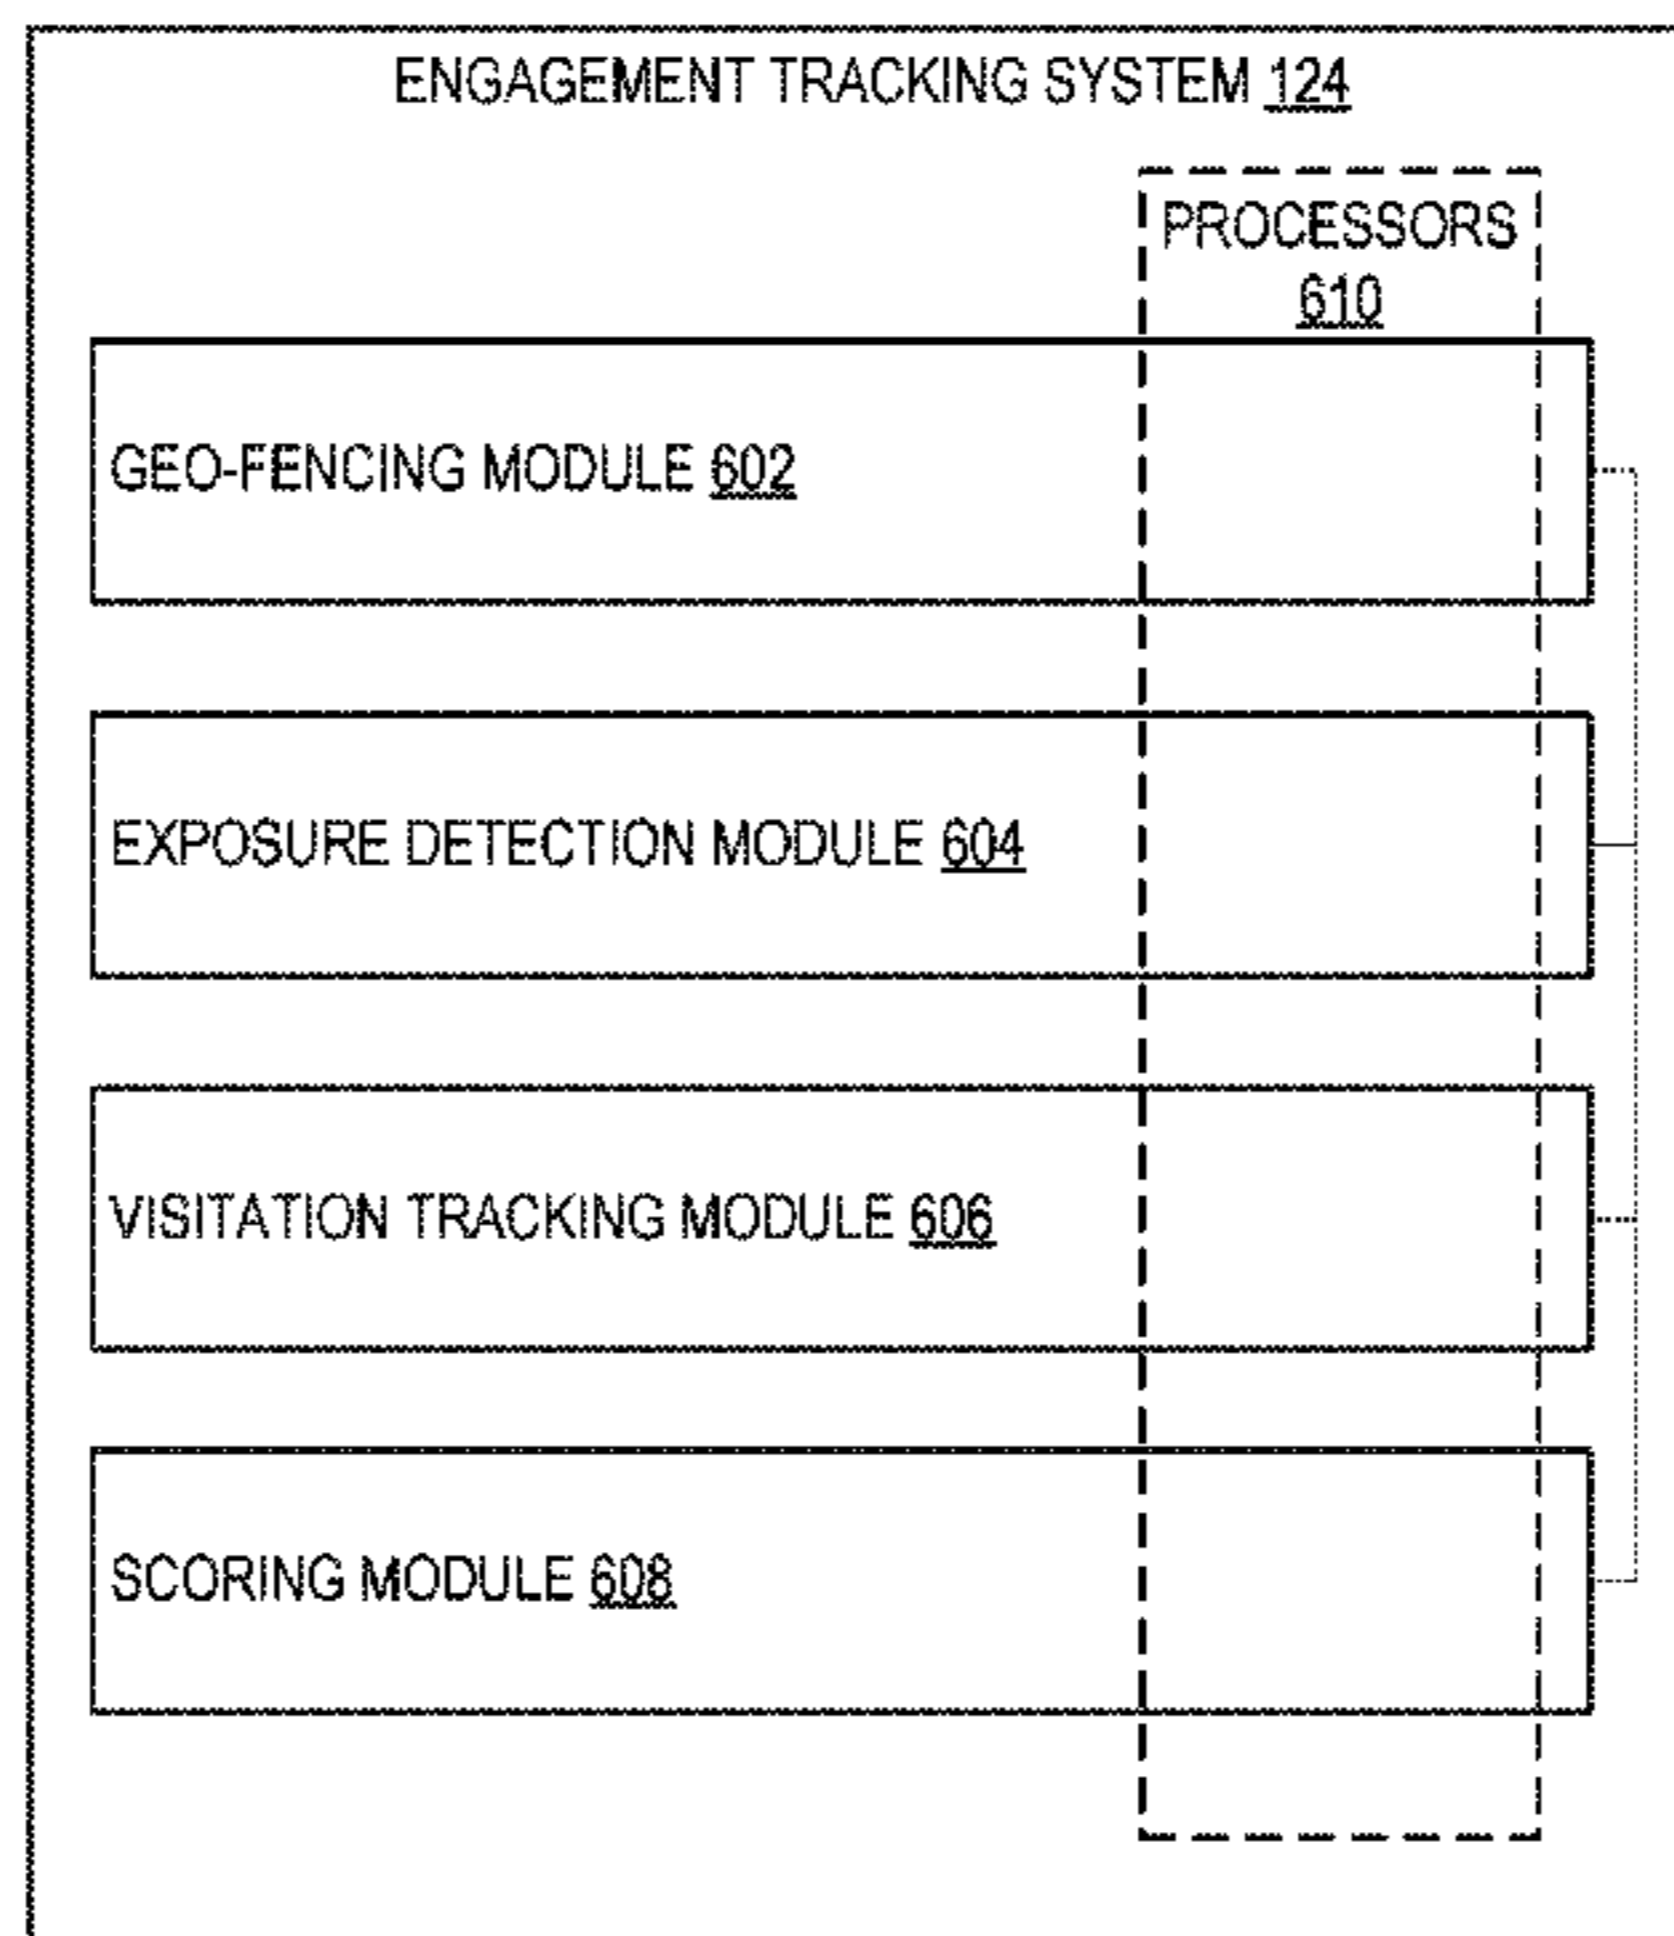 ENGAGEMENT TRACKING SYSTEM 124
PROCESSORS
610
GEO-FENCING MODULE 602
EXPOSURE DETECTION MODULE 604
VISITATION TRACKING MODULE 606
SCORING MODULE 608